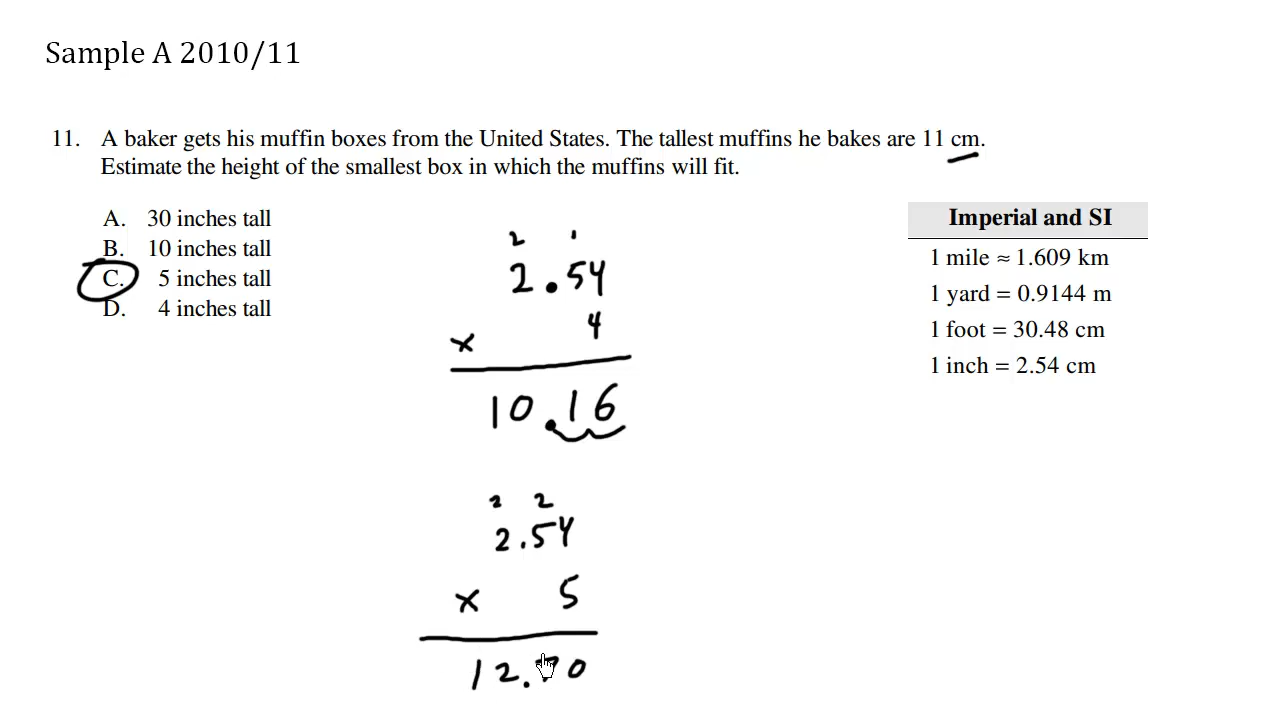 Sample A 2010/11
11. A baker gets his muffin boxes from the United States. The tallest muffins he bakes are 11 cm.
Estimate the height of the smallest box in which the muffins will fit.
A. 30 inches tall
B. 10 inches tall
C. 5 inches tall
D. 4 inches tall
2 1
2.54
× 4
10.16
2 2
2.54
× 5
12.70
Imperial and SI
1 mile ≈ 1.609 km
1 yard = 0.9144 m
1 foot = 30.48 cm
1 inch = 2.54 cm